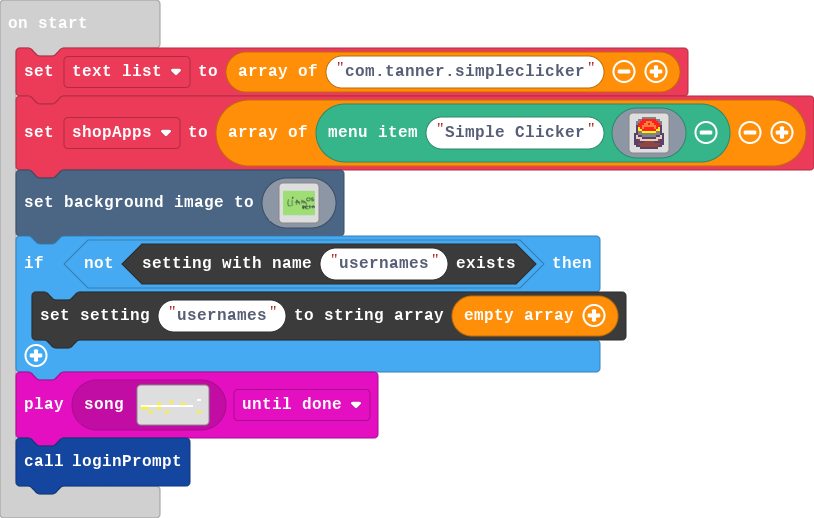 on start
set text list to array of "com.tanner.simpleclicker"
set shopApps to array of menu item "Simple Clicker"
set background image to
if not setting with name "usernames" exists then
set setting "usernames" to string array empty array
play song until done
call loginPrompt